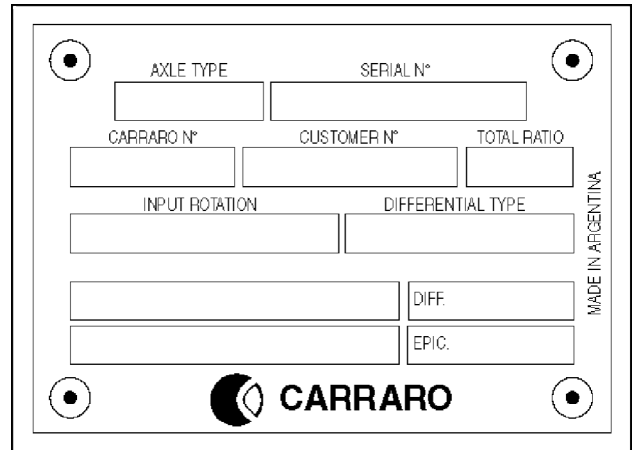 AXLE TYPE SERIAL N°
CARRARO N° CUSTOMER N° TOTAL RATIO
INPUT ROTATION DIFFERENTIAL TYPE
DIFF.
EPIC.
CARRARO
MADE IN ARGENTINA